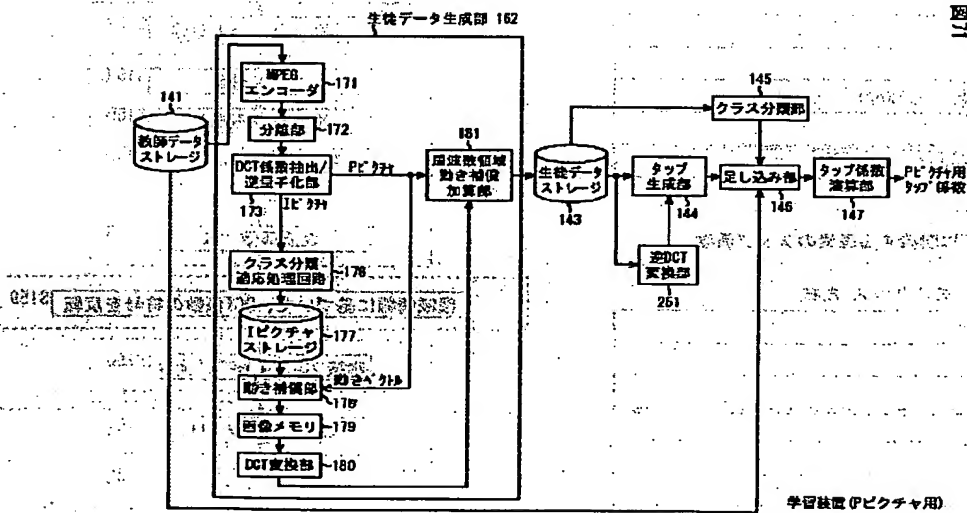 図71
生徒データ生成部 162
MPEG
エンコーダ
171
141
教師データ
ストレージ
分離部
172
DCT係数抽出/
逆量子化部
173
Pピクチャ
Iピクチャ
181
周波数領域
動き補償
加算部
クラス分類
適応処理回路
176
Iピクチャ
ストレージ
177
動きベクトル
動き補償部
178
画像メモリ
179
DCT変換部
180
生徒データ
ストレージ
143
145
クラス分類部
タップ
生成部
144
足し込み部
146
タップ係数
演算部
147
Pピクチャ用
タップ係数
逆DCT
変換部
251
学習装置(Pピクチャ用)